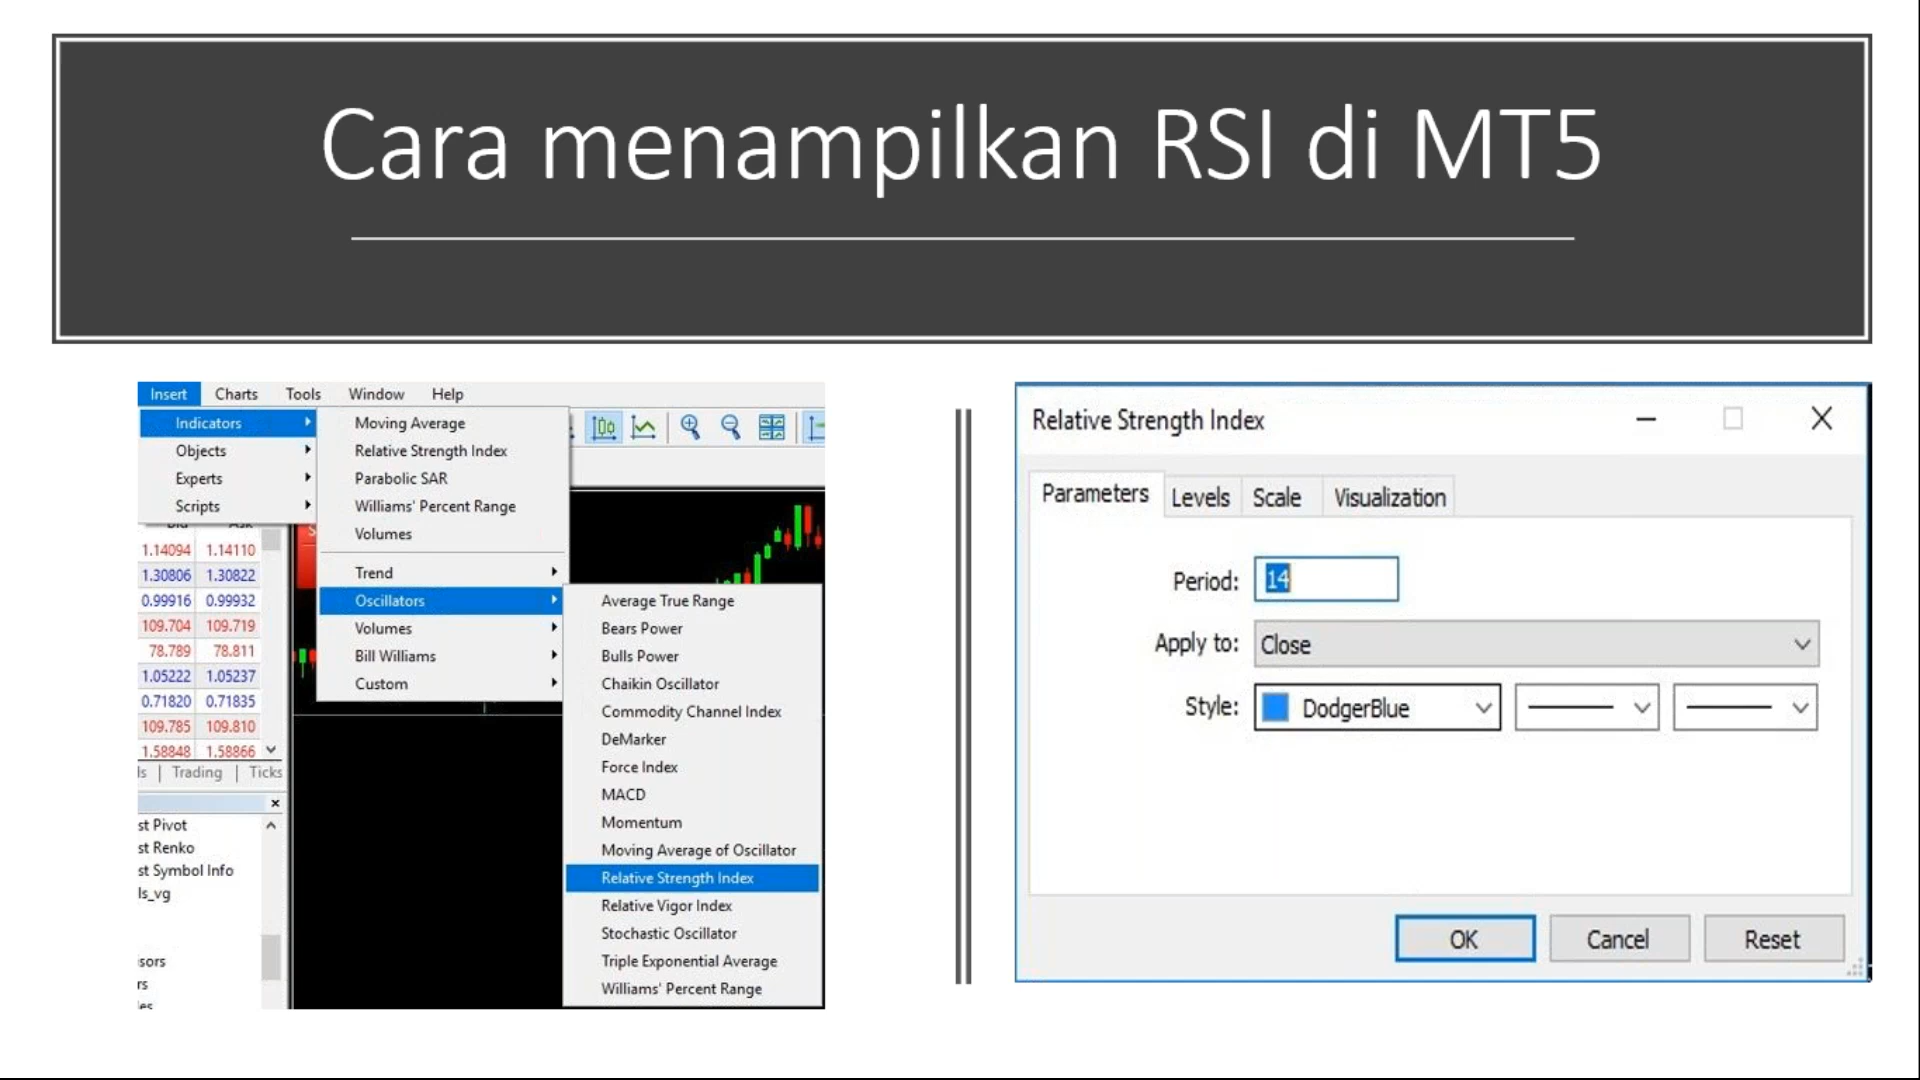 Cara menampilkan RSI di MT5
Insert Charts Tools Window Help
Indicators
Objects
Experts
Scripts
Moving Average
Relative Strength Index
Parabolic SAR
Williams' Percent Range
Volumes
Trend
Oscillators
Volumes
Bill Williams
Custom
Average True Range
Bears Power
Bulls Power
Chaikin Oscillator
Commodity Channel Index
DeMarker
Force Index
MACD
Momentum
Moving Average of Oscillator
Relative Strength Index
Relative Vigor Index
Stochastic Oscillator
Triple Exponential Average
Williams' Percent Range
1.14094 1.14110
1.30806 1.30822
0.99916 0.99932
109.704 109.719
78.789 78.811
1.05222 1.05237
0.71820 0.71835
109.785 109.810
1.58848 1.58866
ls | Trading | Ticks
st Pivot
st Renko
st Symbol Info
ls_vg
sors
rs
Relative Strength Index
Parameters Levels Scale Visualization
Period: 14
Apply to: Close
Style: DodgerBlue
OK Cancel Reset